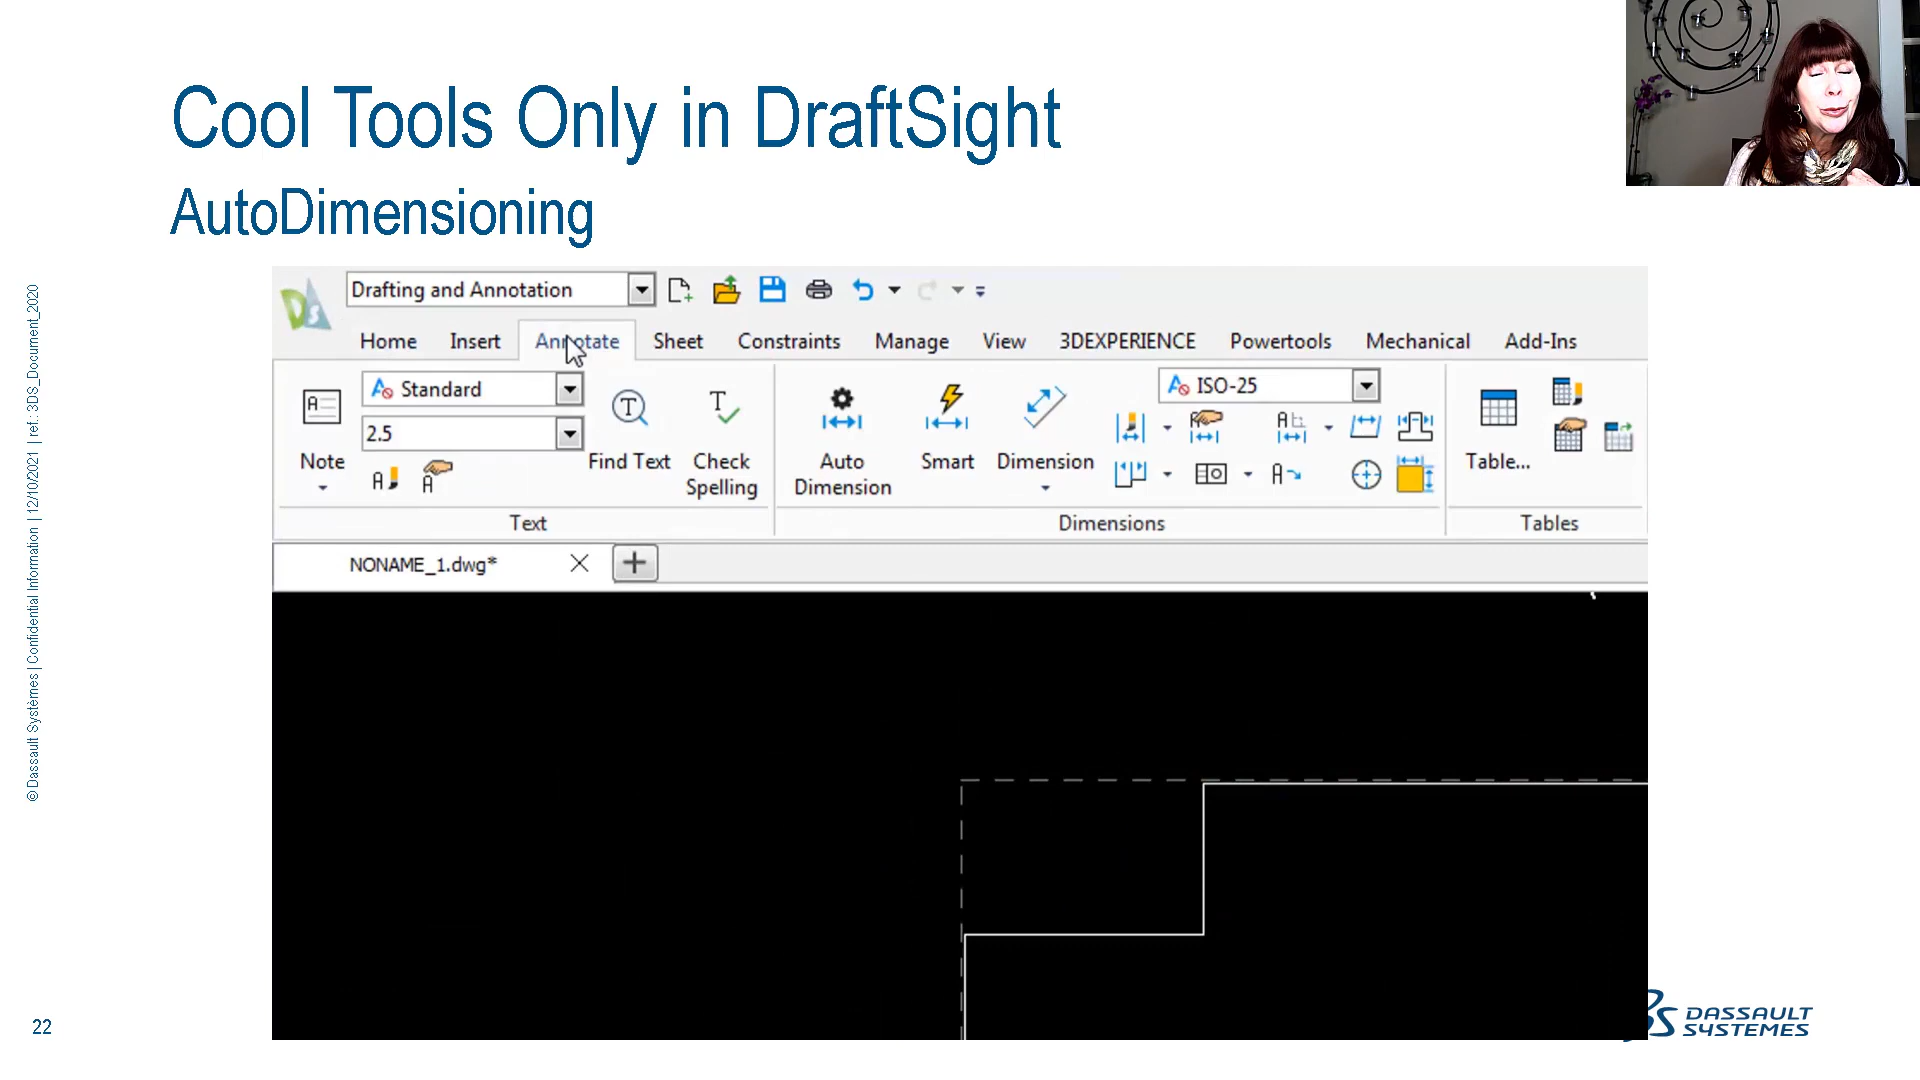 Cool Tools Only in DraftSight
AutoDimensioning
© Dassault Systèmes | Confidential Information | 12/10/2021 | ref.: 3DS_Document_2020
Drafting and Annotation
Home Insert Annotate Sheet Constraints Manage View 3DEXPERIENCE Powertools Mechanical Add-Ins
Standard
ISO-25
2.5
Note
Find Text
Check
Spelling
Auto
Dimension
Smart
Dimension
Table...
Text
Dimensions
Tables
NONAME_1.dwg*
22
DASSAULT
SYSTEMES